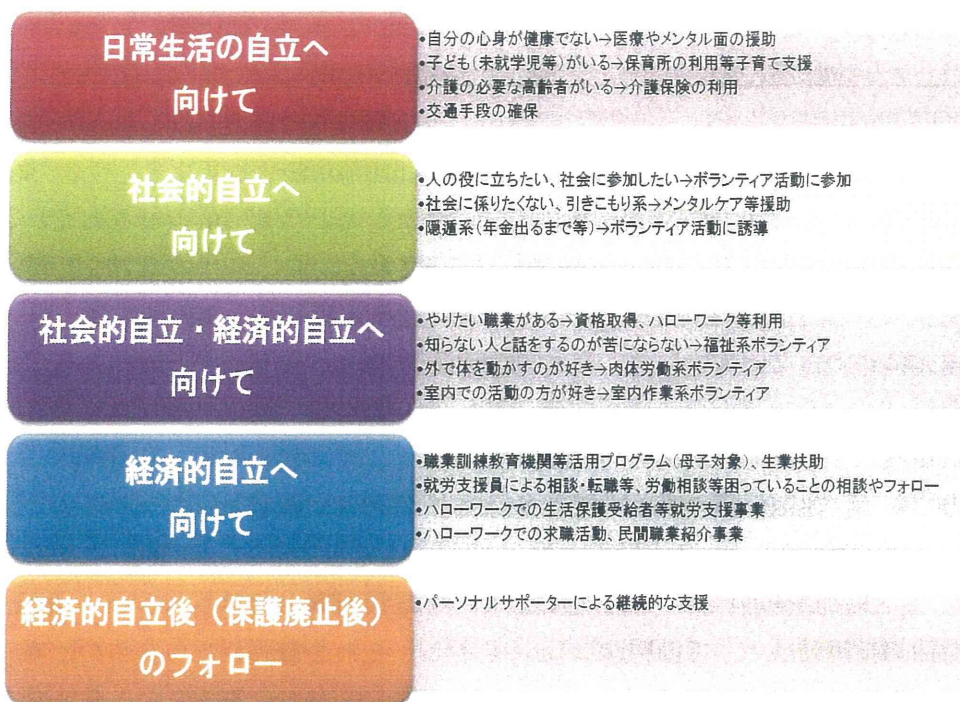 日常生活の自立へ
向けて
•自分の心身が健康でない→医療やメンタル面の援助
•子ども(未就学児等)がいる→保育所の利用等子育て支援
•介護の必要な高齢者がいる→介護保険の利用
•交通手段の確保
社会的自立へ
向けて
•人の役に立ちたい、社会に参加したい→ボランティア活動に参加
•社会に係りたくない、引きこもり系→メンタルケア等援助
•隠遁系(年金出るまで等)→ボランティア活動に誘導
社会的自立・経済的自立へ
向けて
•やりたい職業がある→資格取得、ハローワーク等利用
•知らない人と話をするのが苦にならない→福祉系ボランティア
•外で体を動かすのが好き→肉体労働系ボランティア
•室内での活動の方が好き→室内作業系ボランティア
経済的自立へ
向けて
•職業訓練教育機関等活用プログラム(母子対象)、生業扶助
•就労支援員による相談・転職等、労働相談等困っていることの相談やフォロー
•ハローワークでの生活保護受給者等就労支援事業
•ハローワークでの求職活動、民間職業紹介事業
経済的自立後(保護廃止後)
のフォロー
•パーソナルサポーターによる継続的な支援